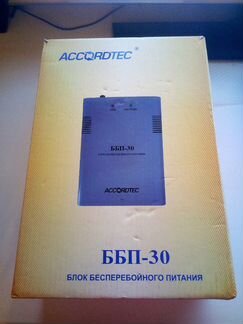 ACCORDTEC ®
ББП-30
ACCORDTEC
ББП-30
БЛОК БЕСПЕРЕБОЙНОГО ПИТАНИЯ